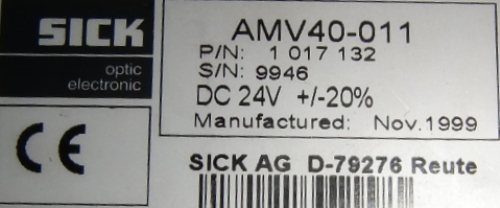 SICK
optic
electronic
AMV40-011
P/N: 1 017 132
S/N: 9946
DC 24V +/-20%
Manufactured: Nov.1999
CE
SICK AG D-79276 Reute